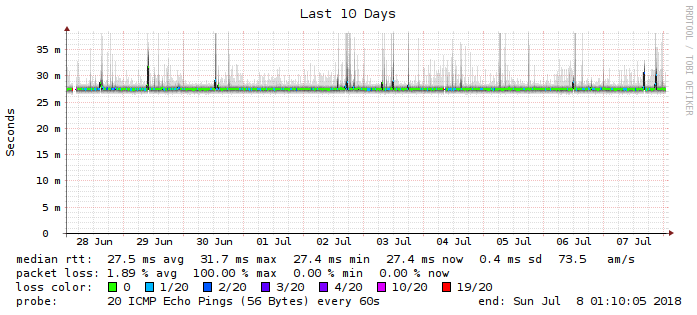 Last 10 Days
RRDTOOL / TOBI OETIKER
Seconds
35 m
30 m
25 m
20 m
15 m
10 m
5 m
0
28 Jun 29 Jun 30 Jun 01 Jul 02 Jul 03 Jul 04 Jul 05 Jul 06 Jul 07 Jul
median rtt: 27.5 ms avg 31.7 ms max 27.4 ms min 27.4 ms now 0.4 ms sd 73.5 am/s
packet loss: 1.89 % avg 100.00 % max 0.00 % min 0.00 % now
loss color: 0 1/20 2/20 3/20 4/20 10/20 19/20
probe: 20 ICMP Echo Pings (56 Bytes) every 60s end: Sun Jul 8 01:10:05 2018